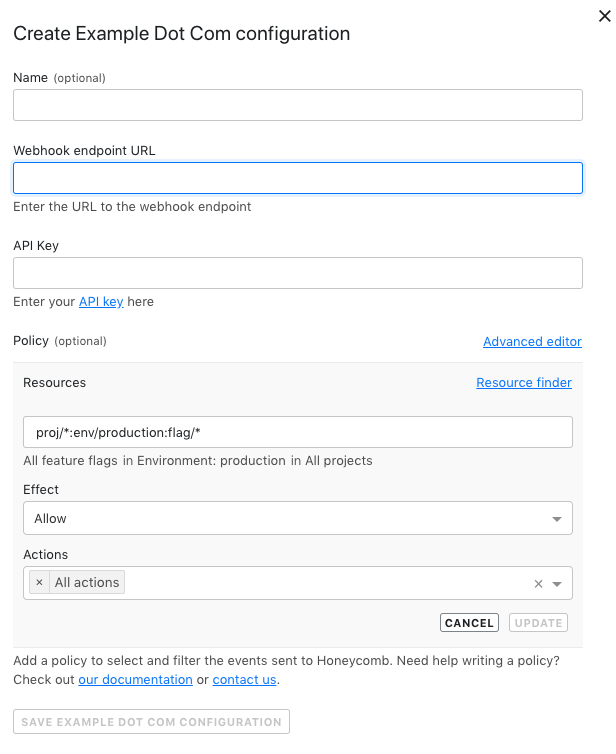 Create Example Dot Com configuration
Name (optional)
Webhook endpoint URL
Enter the URL to the webhook endpoint
API Key
Enter your API key here
Policy (optional) Advanced editor
Resources Resource finder
proj/*:env/production:flag/*
All feature flags in Environment: production in All projects
Effect
Allow
Actions
× All actions ×
CANCEL UPDATE
Add a policy to select and filter the events sent to Honeycomb. Need help writing a policy?
Check out our documentation or contact us.
SAVE EXAMPLE DOT COM CONFIGURATION